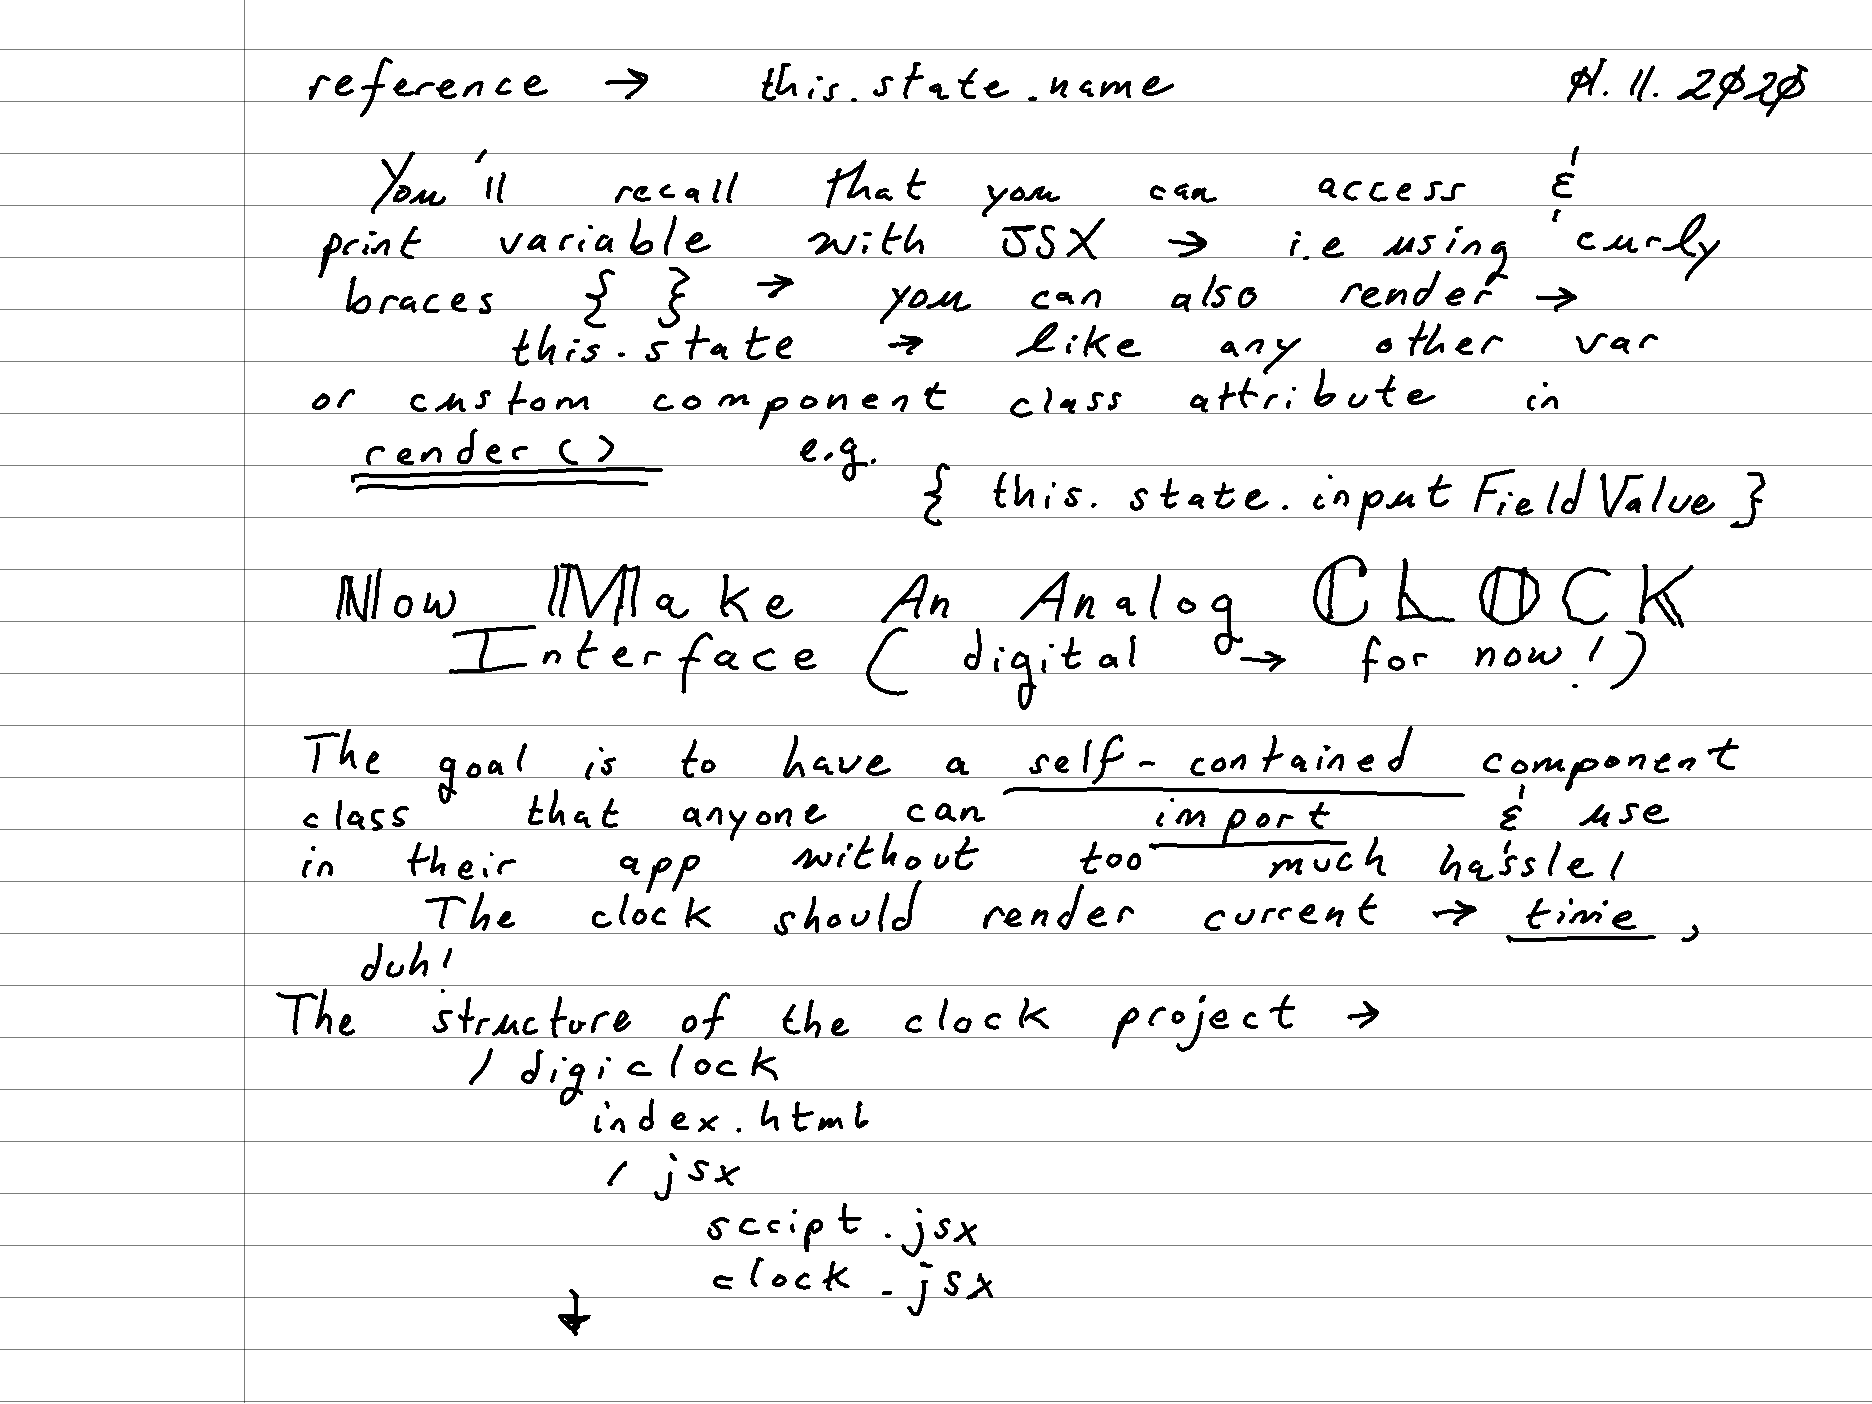 reference → this.state.name 01.11.2020
You'll recall that you can access &
print variable with JSX → i.e using curly
braces { } → you can also render →
this.state → like any other var
or custom component class attribute in
render() e.g.
{ this.state.inputFieldValue }
Now Make An Analog CLOCK
Interface ( digital → for now! )
The goal is to have a self-contained component
class that anyone can import & use
in their app without too much hassle!
The clock should render current → time,
duh!
The structure of the clock project →
/ digiclock
index.html
/ jsx
script.jsx
clock.jsx
↓